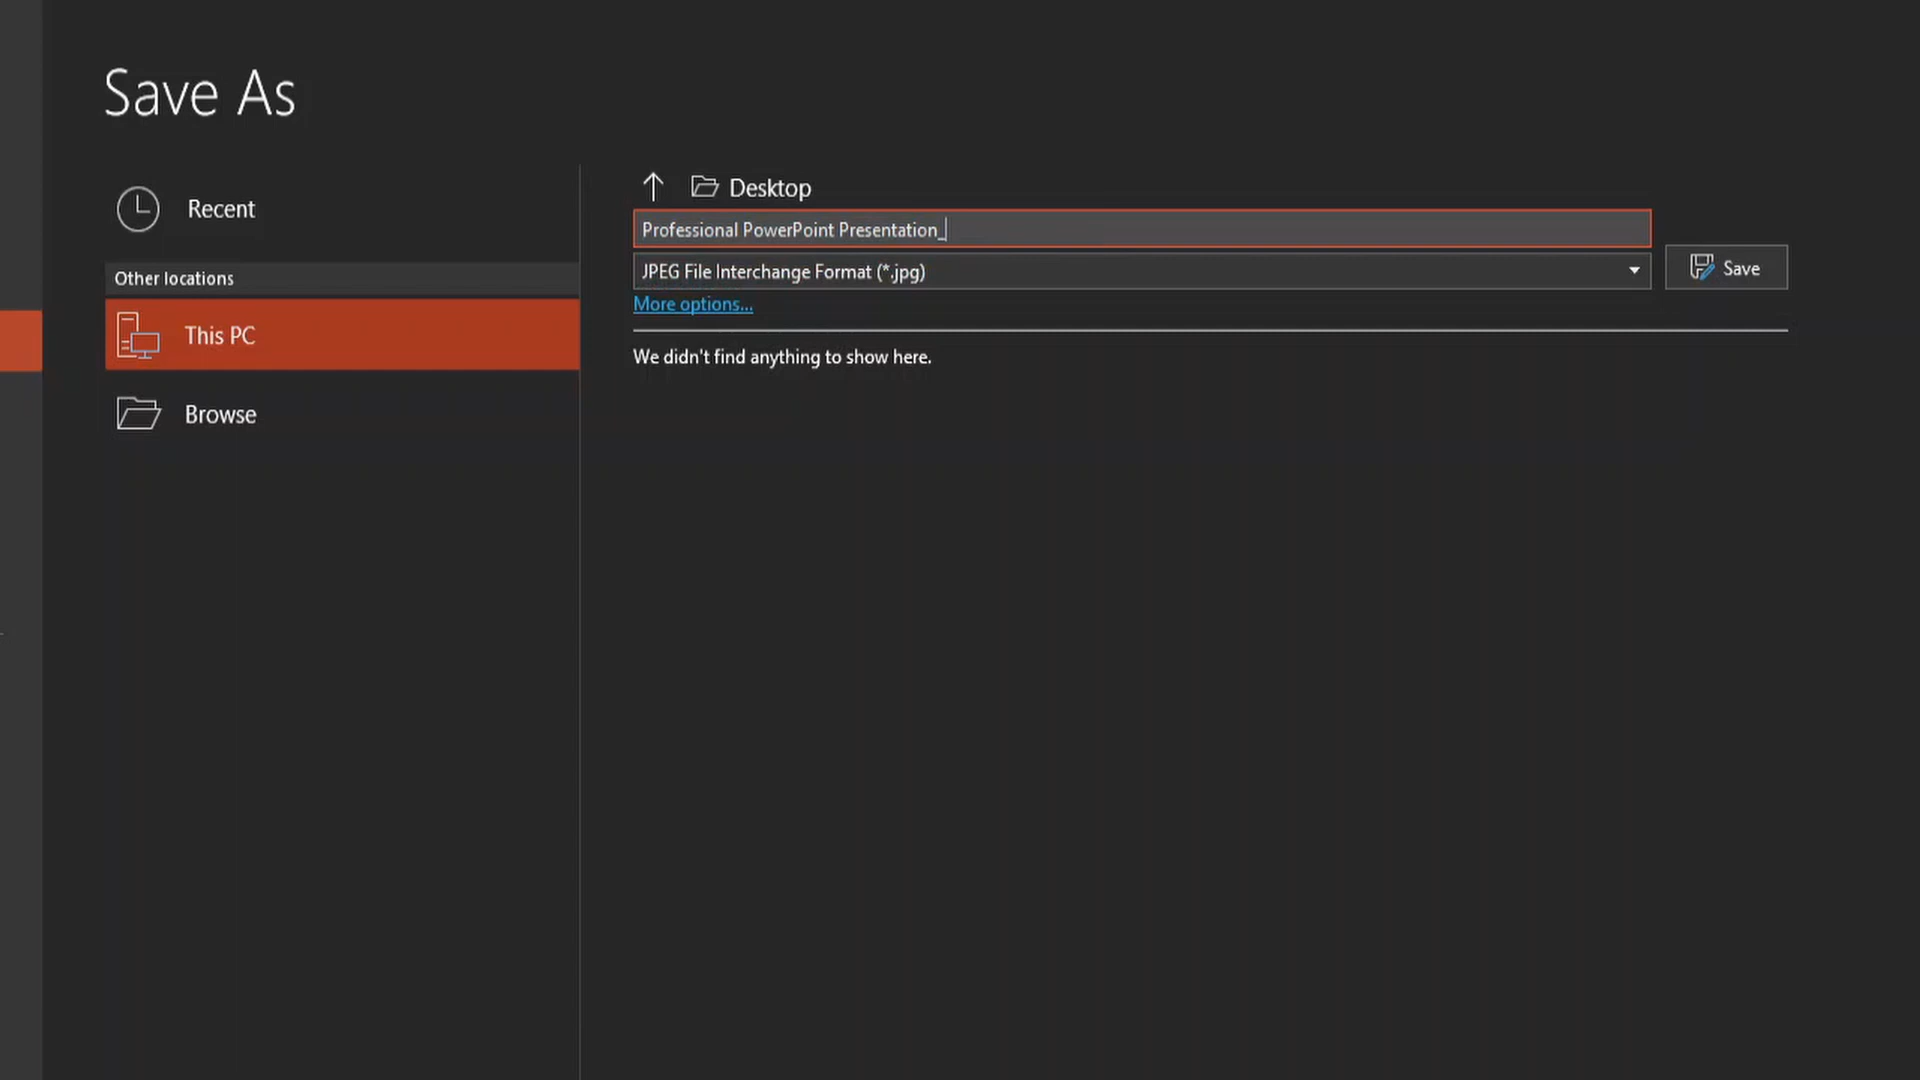 Save As
Recent
Other locations
This PC
Browse
Desktop
Professional PowerPoint Presentation_
JPEG File Interchange Format (*.jpg)
Save
More options...
We didn't find anything to show here.